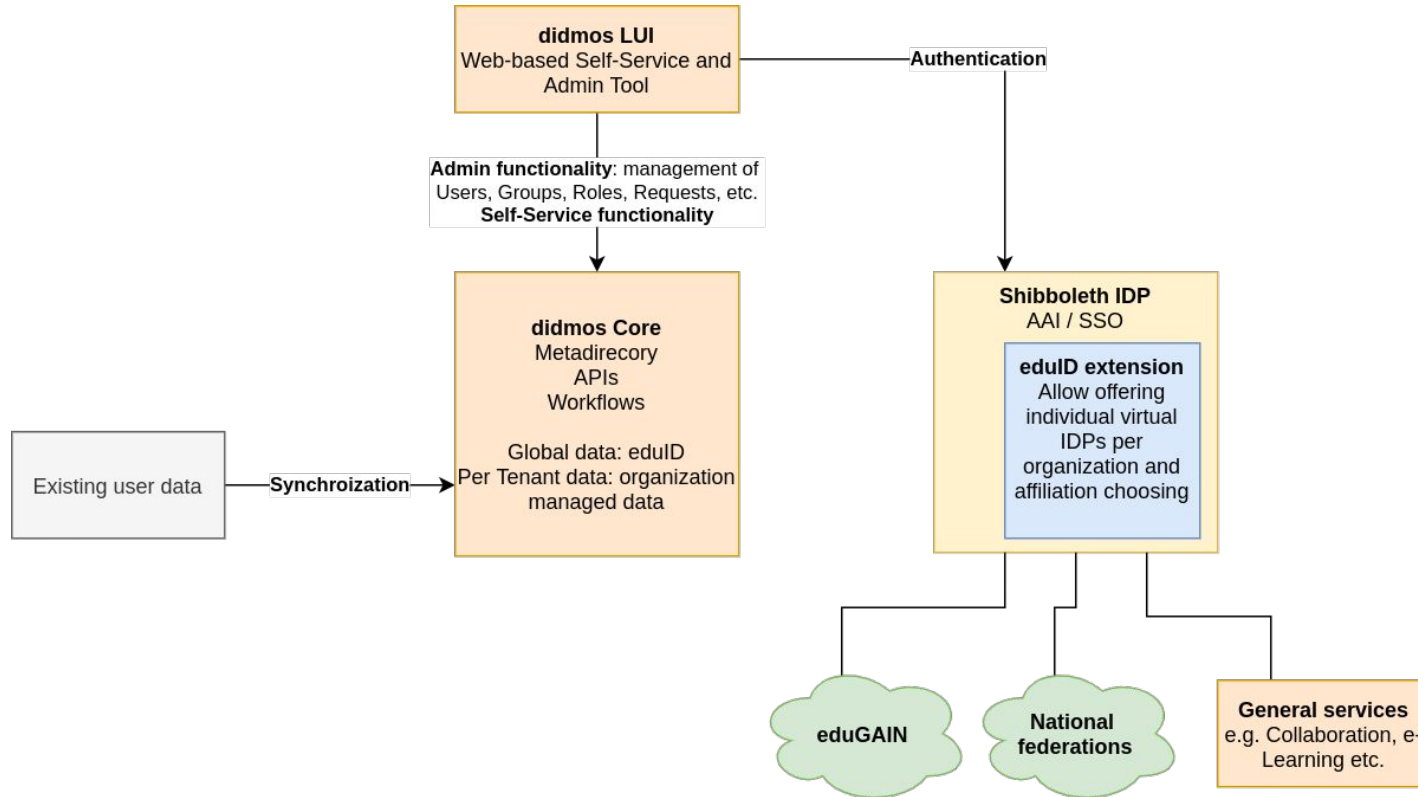 didmos LUI
Web-based Self-Service and
Admin Tool
Authentication
Admin functionality: management of
Users, Groups, Roles, Requests, etc.
Self-Service functionality
didmos Core
Metadirecory
APIs
Workflows
Global data: eduID
Per Tenant data: organization
managed data
Existing user data
Synchroization
Shibboleth IDP
AAI / SSO
eduID extension
Allow offering
individual virtual
IDPs per
organization and
affiliation choosing
eduGAIN
National
federations
General services
e.g. Collaboration, e-
Learning etc.